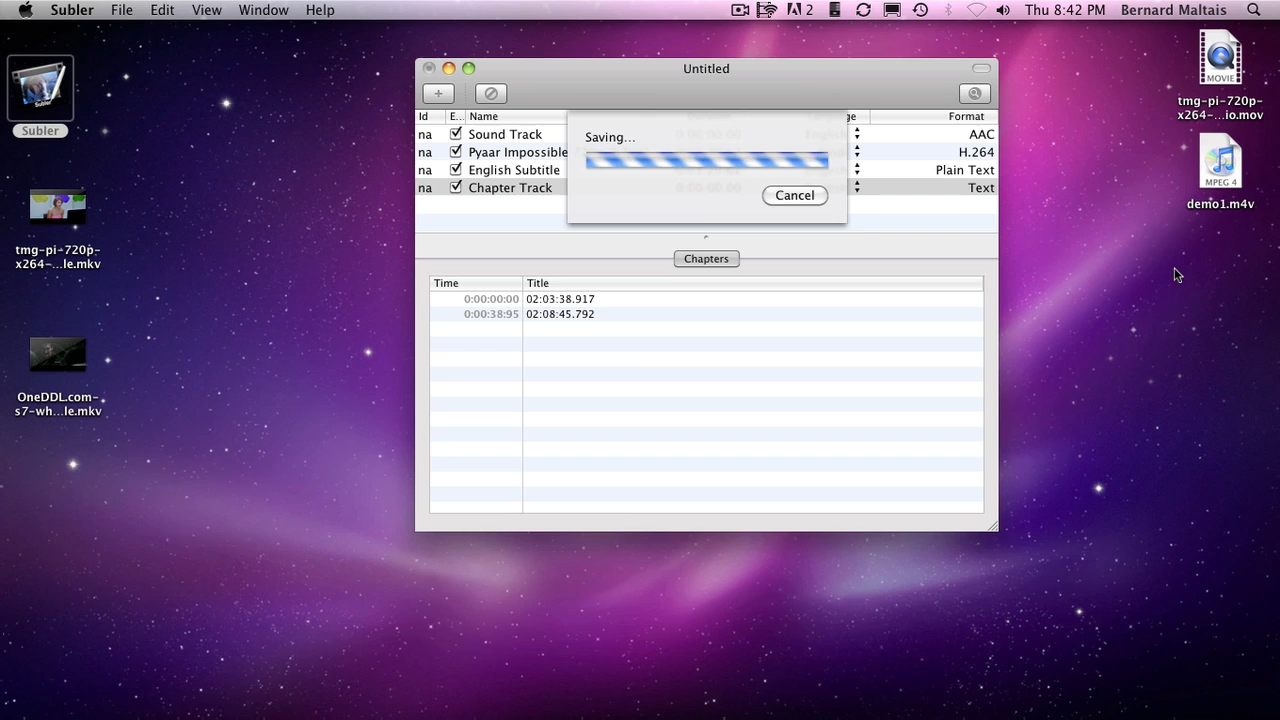 Subler File Edit View Window Help
2 Thu 8:42 PM Bernard Maltais
Untitled
Id E... Name ge Format
na Sound Track AAC
na Pyaar Impossible H.264
na English Subtitle Plain Text
na Chapter Track Text
Saving...
Cancel
Chapters
Time Title
0:00:00:00 02:03:38.917
0:00:38:95 02:08:45.792
Subler
tmg-pi-720p-
x264-...le.mkv
OneDDL.com-
s7-wh...le.mkv
MOVIE
tmg-pi-720p-
x264-...io.mov
MPEG 4
demo1.m4v